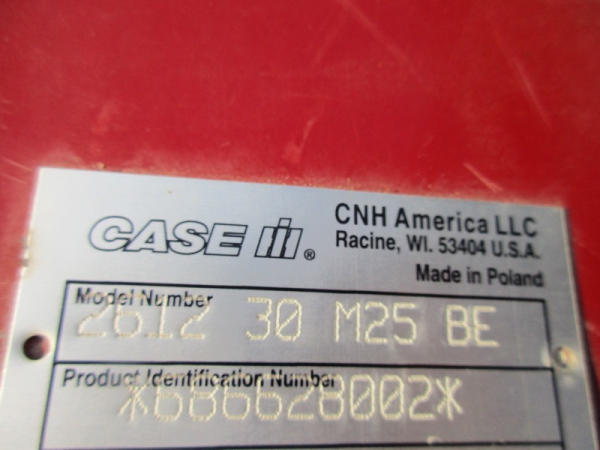 CASE IH®
CNH America LLC
Racine, WI. 53404 U.S.A.
Made in Poland
Model Number
2612 30 M25 BE
Product Identification Number
*686628002*